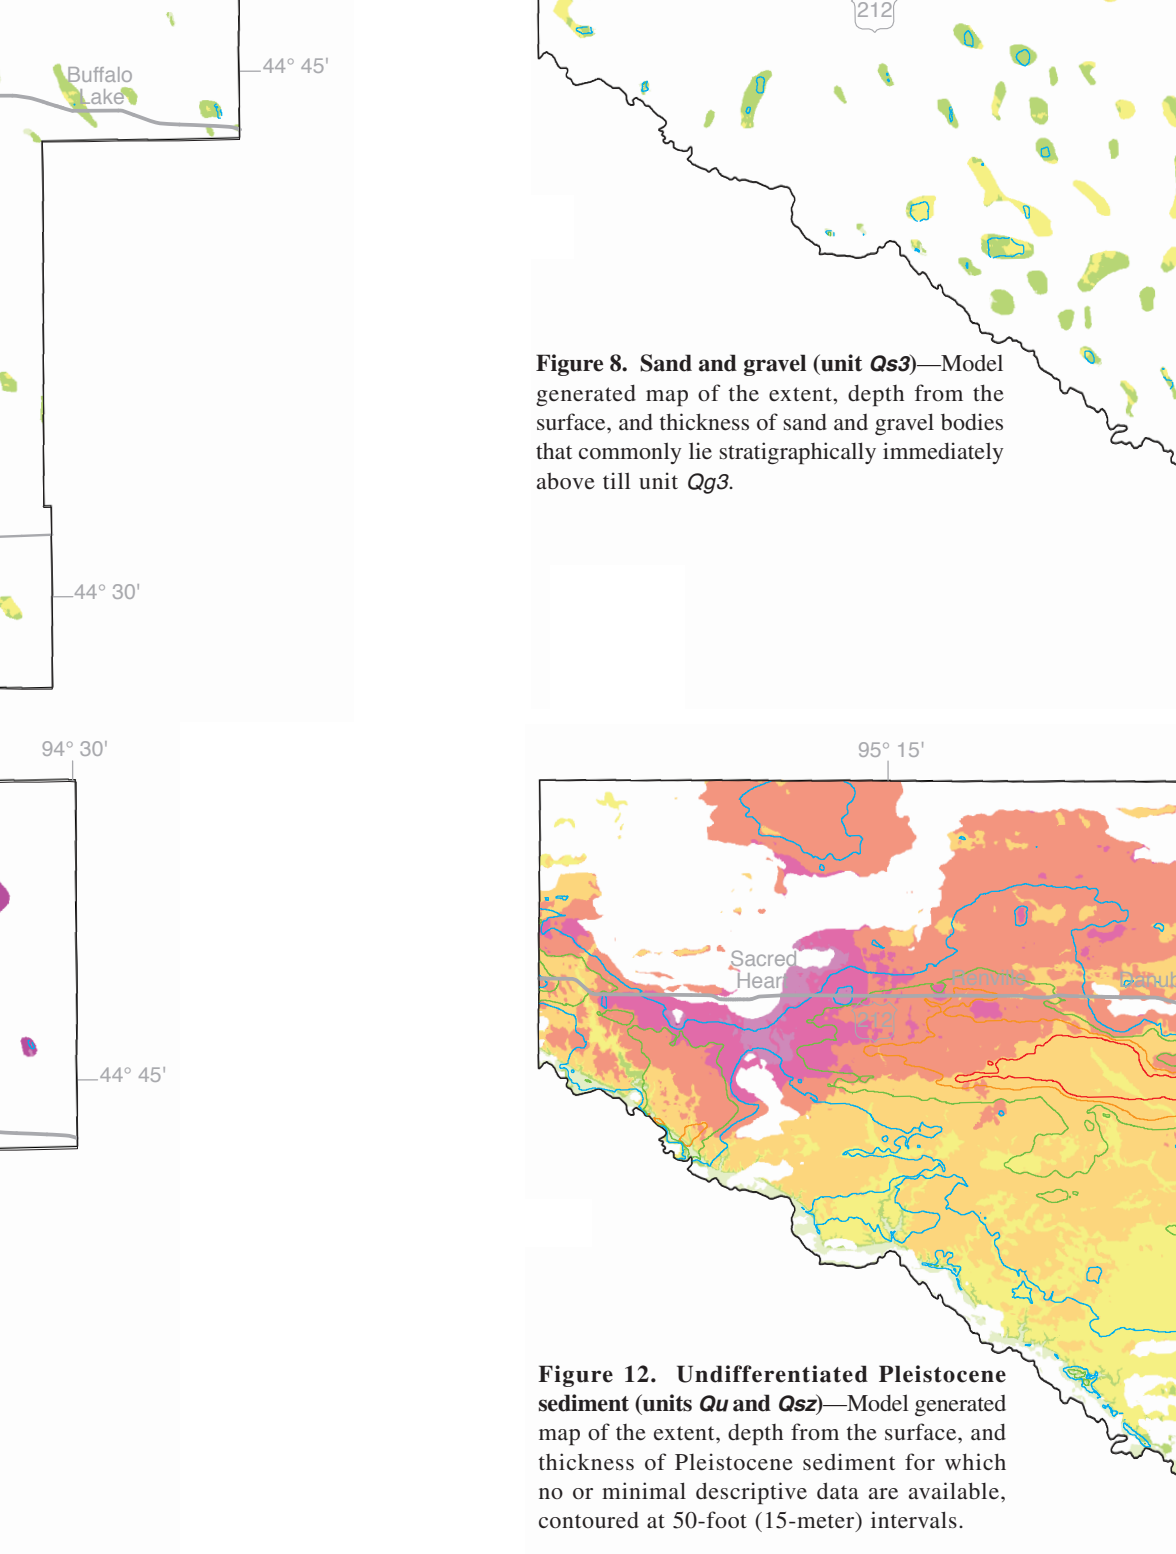 212
Buffalo
Lake
44° 45'
Figure 8. Sand and gravel (unit Qs3)—Model
generated map of the extent, depth from the
surface, and thickness of sand and gravel bodies
that commonly lie stratigraphically immediately
above till unit Qg3.
44° 30'
94° 30'
95° 15'
Sacred
Heart
Renville
212
44° 45'
Figure 12. Undifferentiated Pleistocene
sediment (units Qu and Qsz)—Model generated
map of the extent, depth from the surface, and
thickness of Pleistocene sediment for which
no or minimal descriptive data are available,
contoured at 50-foot (15-meter) intervals.